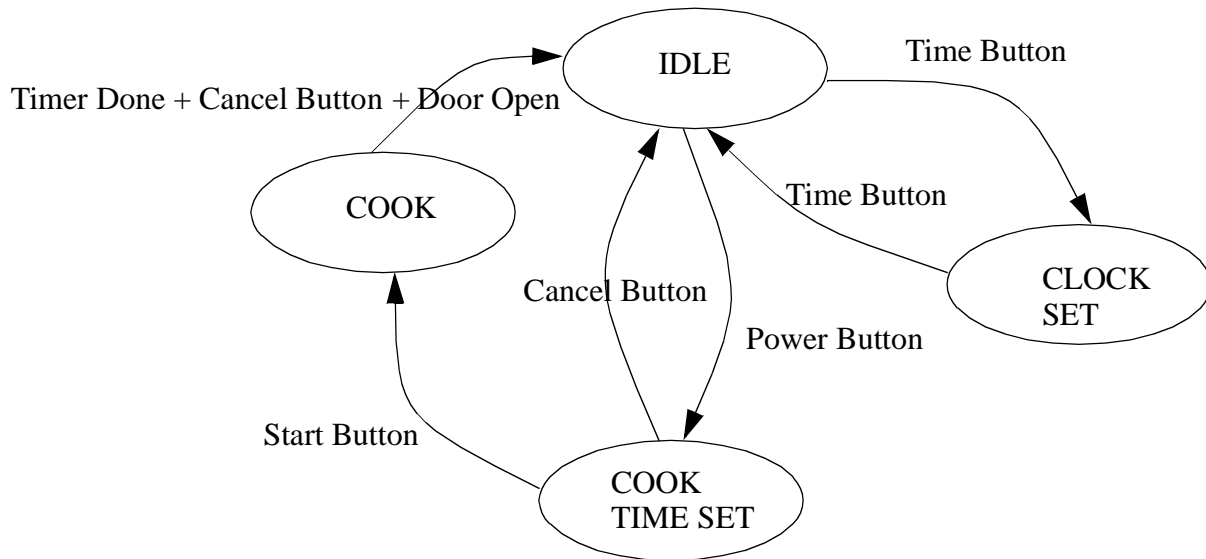 IDLE
Time Button
Timer Done + Cancel Button + Door Open
Time Button
COOK
CLOCK
SET
Cancel Button
Power Button
Start Button
COOK
TIME SET